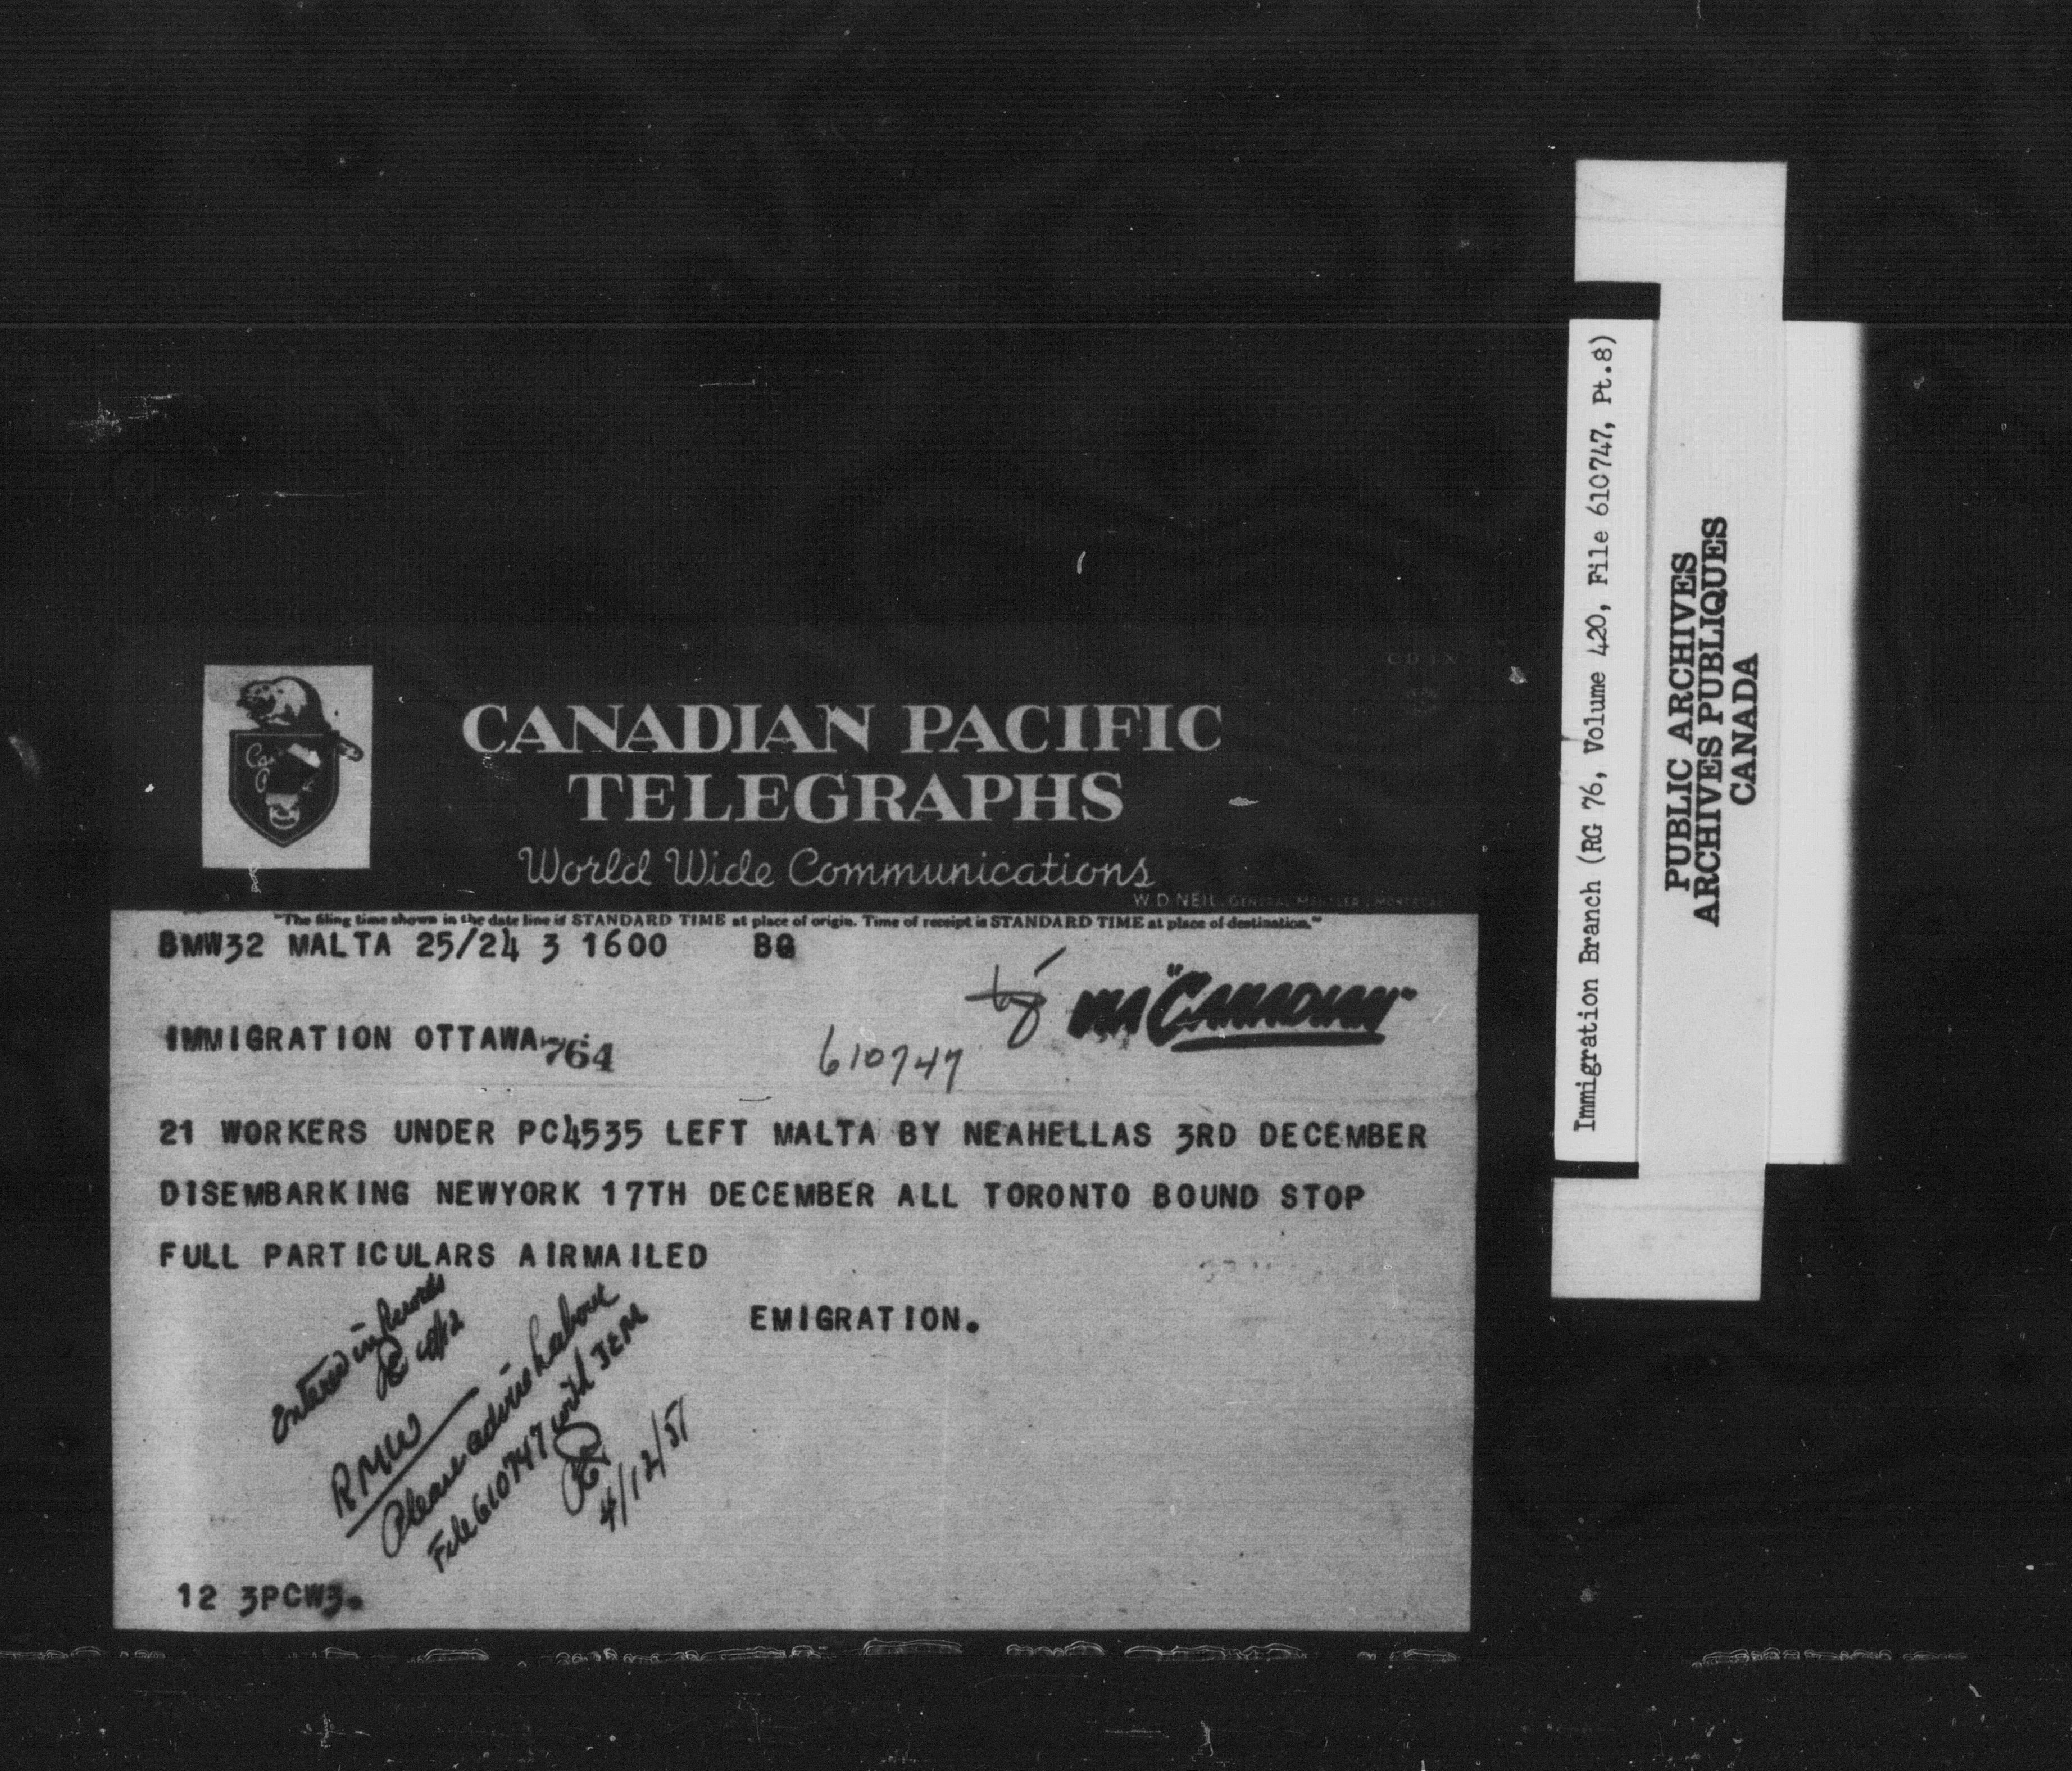 CDIX
CANADIAN PACIFIC
TELEGRAPHS
World Wide Communications
W.D. NEIL, GENERAL MANAGER, MONTREAL
"The filing time shown in the date line is STANDARD TIME at place of origin. Time of receipt is STANDARD TIME at place of destination."
BMW32 MALTA 25/24 3 1600 BG
VIA "CANADIAN"
IMMIGRATION OTTAWA 764
610747
21 WORKERS UNDER PC4535 LEFT MALTA BY NEAHELLAS 3RD DECEMBER
DISEMBARKING NEWYORK 17TH DECEMBER ALL TORONTO BOUND STOP
FULL PARTICULARS AIRMAILED
EMIGRATION.
Entered in Records
RMW
Please advise Labour
File 610747 with JEM
4/12/51
12 3PCW3.
Immigration Branch (RG 76, Volume 420, File 610747, Pt.8)
PUBLIC ARCHIVES
ARCHIVES PUBLIQUES
CANADA